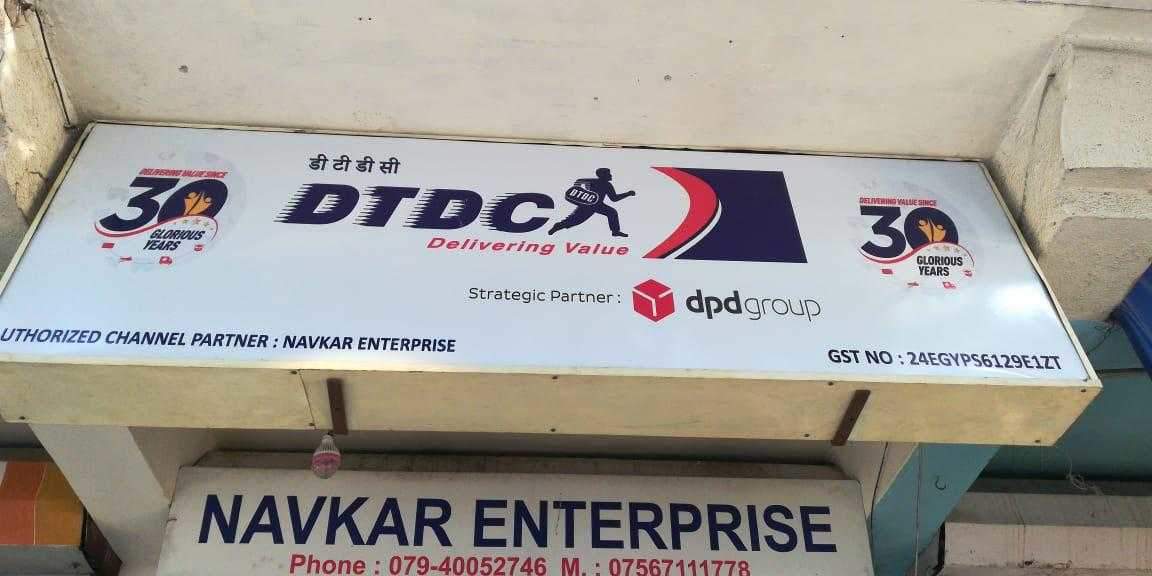 डी टी डी सी
DTDC
DTDC
Delivering Value
DELIVERING VALUE SINCE
30
GLORIOUS
YEARS
DELIVERING VALUE SINCE
30
GLORIOUS
YEARS
Strategic Partner : dpdgroup
UTHORIZED CHANNEL PARTNER : NAVKAR ENTERPRISE
GST NO : 24EGYPS6129E1ZT
NAVKAR ENTERPRISE
Phone : 079-40052746 M. : 07567111778